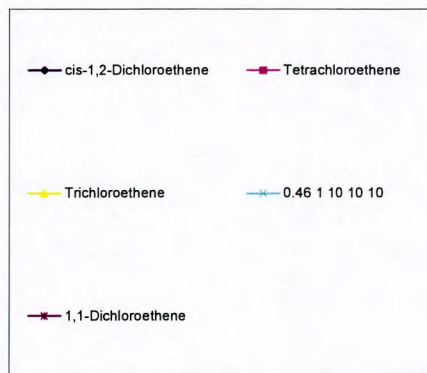 cis-1,2-Dichloroethene Tetrachloroethene
Trichloroethene 0.46 1 10 10 10
1,1-Dichloroethene